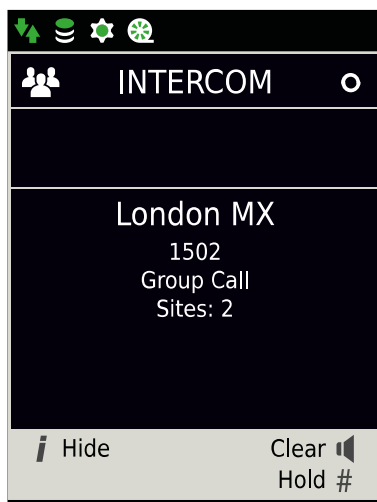 INTERCOM
London MX
1502
Group Call
Sites: 2
i Hide
Clear
Hold #